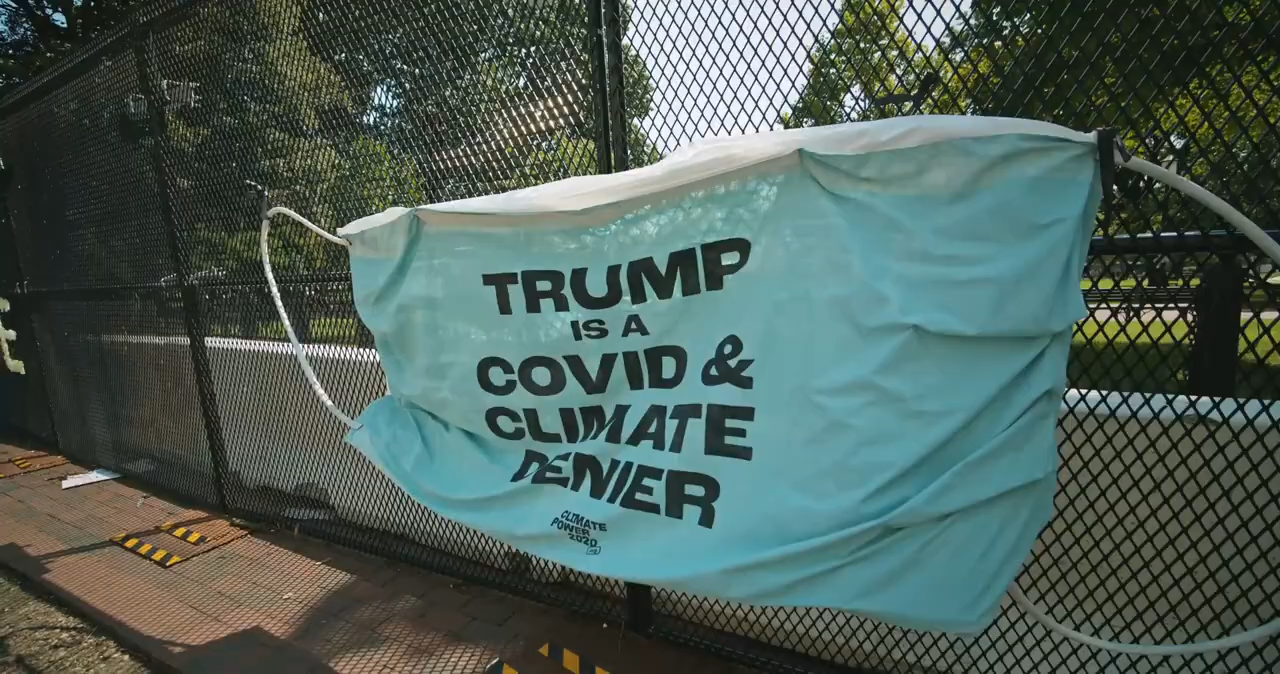 TRUMP
IS A
COVID &
CLIMATE
DENIER
CLIMATE
POWER
2020